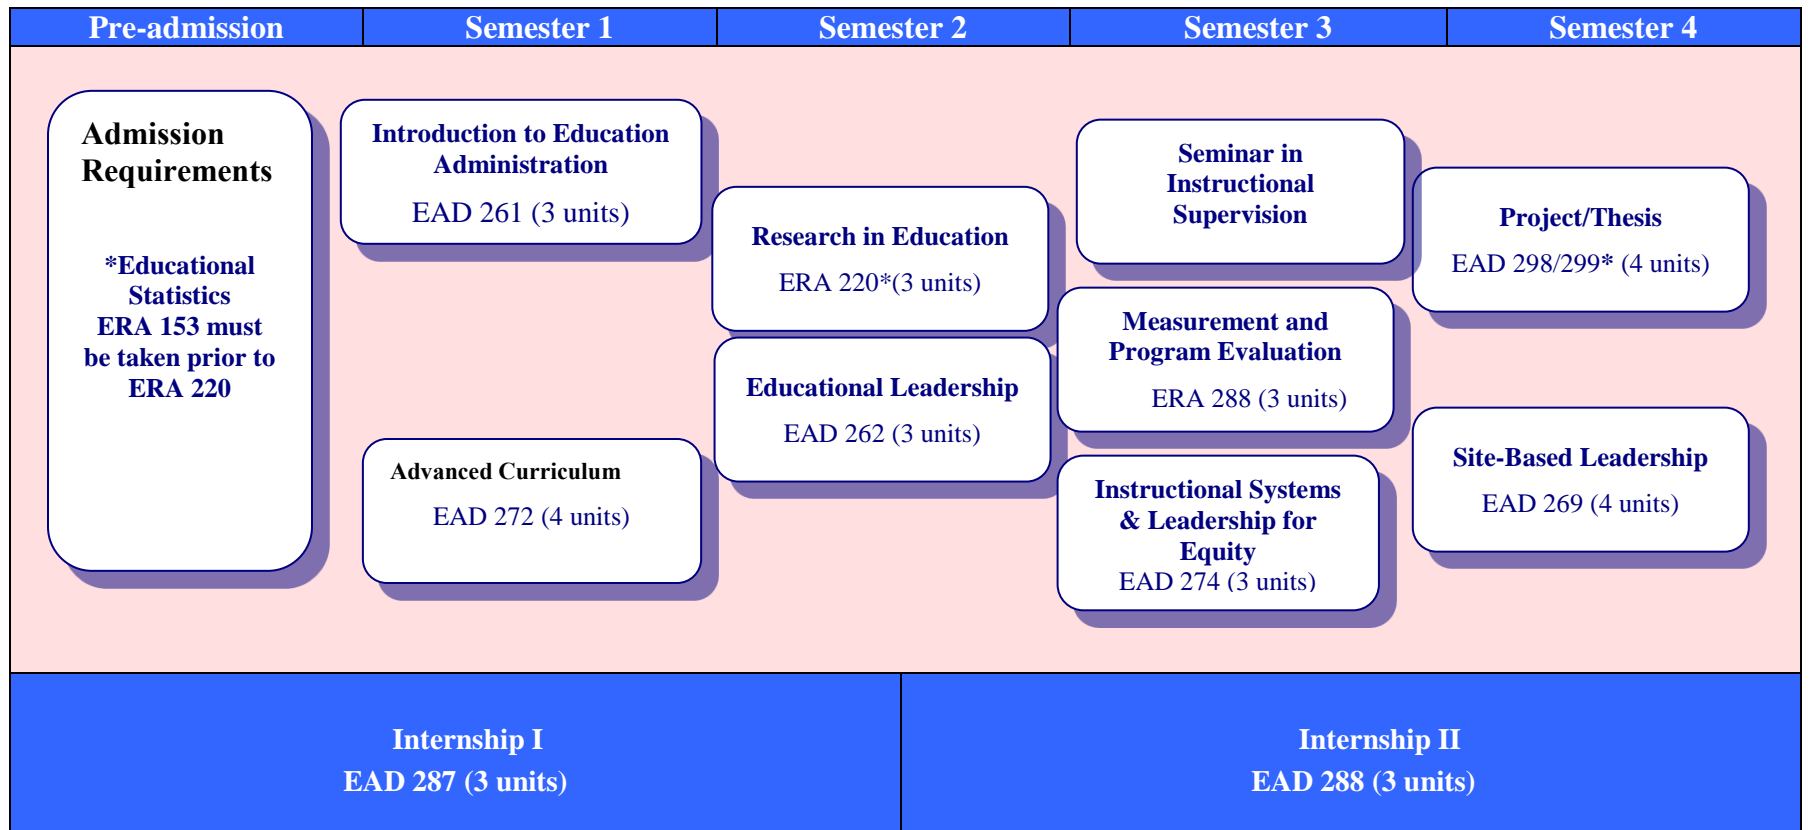 Pre-admission
Semester 1
Semester 2
Semester 3
Semester 4
Admission
Requirements
*Educational
Statistics
ERA 153 must
be taken prior to
ERA 220
Introduction to Education
Administration
EAD 261 (3 units)
Advanced Curriculum
EAD 272 (4 units)
Research in Education
ERA 220*(3 units)
Educational Leadership
EAD 262 (3 units)
Seminar in
Instructional
Supervision
Measurement and
Program Evaluation
ERA 288 (3 units)
Instructional Systems
& Leadership for
Equity
EAD 274 (3 units)
Project/Thesis
EAD 298/299* (4 units)
Site-Based Leadership
EAD 269 (4 units)
Internship I
EAD 287 (3 units)
Internship II
EAD 288 (3 units)